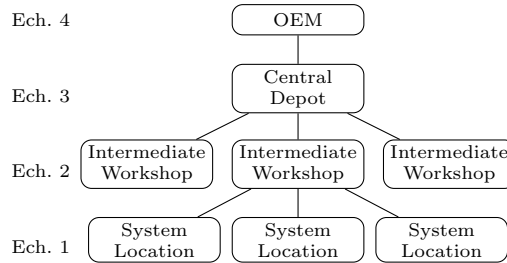 Ech. 4
OEM
Ech. 3
Central
Depot
Ech. 2
Intermediate
Workshop
Intermediate
Workshop
Intermediate
Workshop
Ech. 1
System
Location
System
Location
System
Location